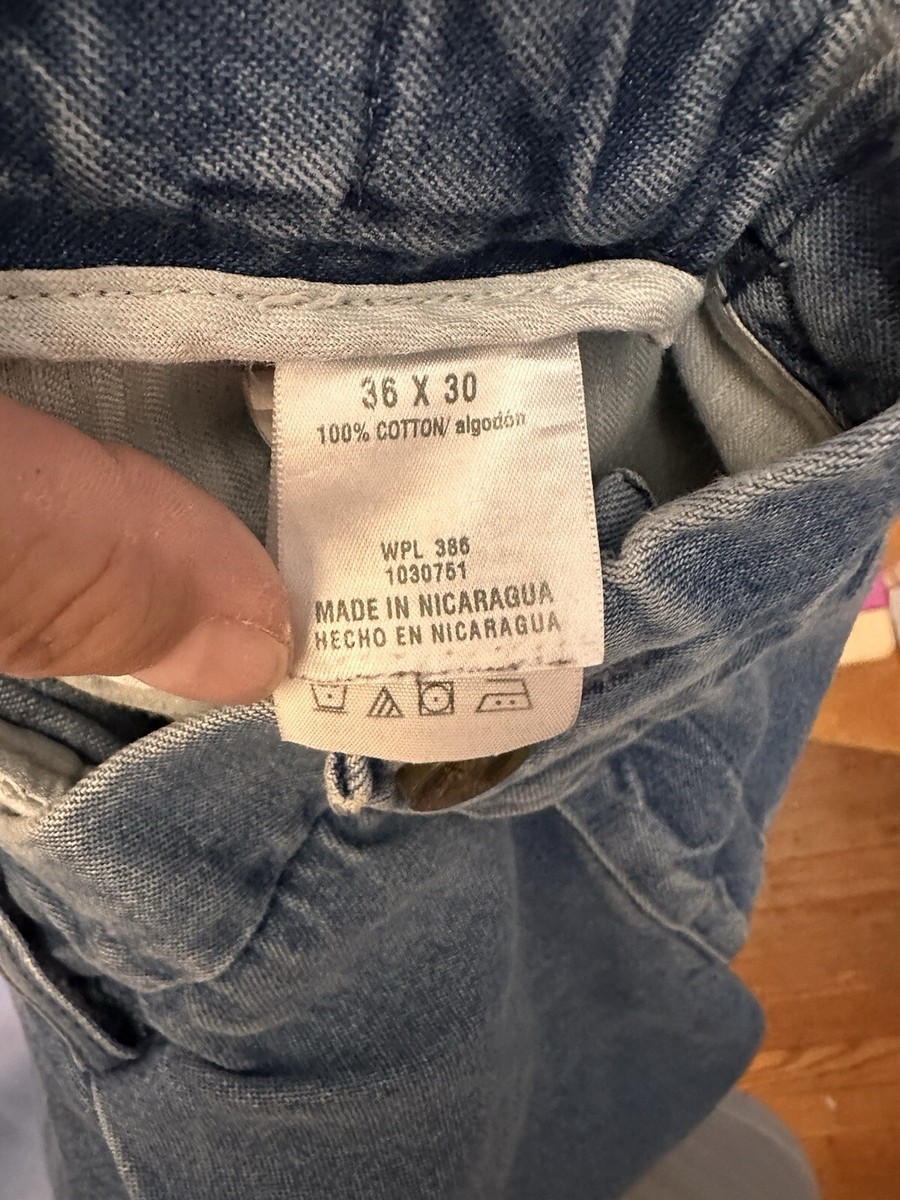 36 X 30
100% COTTON/ algodón
WPL 386
1030751
MADE IN NICARAGUA
HECHO EN NICARAGUA